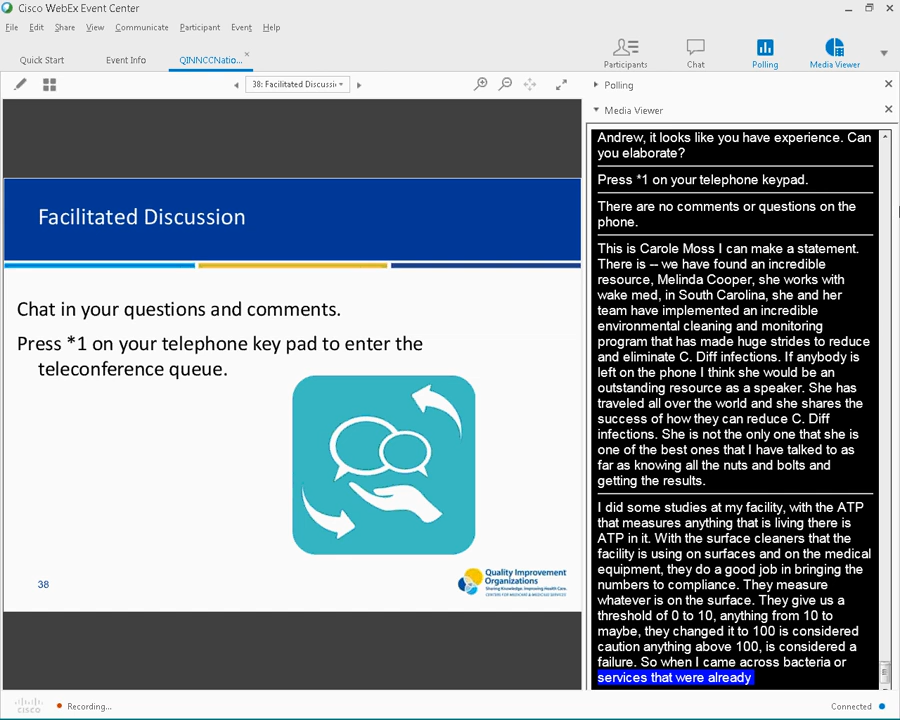 Cisco WebEx Event Center
File Edit Share View Communicate Participant Event Help
Quick Start
Event Info
QINNCCNatio...
Participants
Chat
Polling
Media Viewer
38: Facilitated Discussi
Polling
Media Viewer
Facilitated Discussion
Chat in your questions and comments.
Press *1 on your telephone key pad to enter the
teleconference queue.
38
Quality Improvement
Organizations
Sharing Knowledge. Improving Health Care.
CENTERS FOR MEDICARE & MEDICAID SERVICES
Andrew, it looks like you have experience. Can
you elaborate?
Press *1 on your telephone keypad.
There are no comments or questions on the
phone.
This is Carole Moss I can make a statement.
There is -- we have found an incredible
resource, Melinda Cooper, she works with
wake med, in South Carolina, she and her
team have implemented an incredible
environmental cleaning and monitoring
program that has made huge strides to reduce
and eliminate C. Diff infections. If anybody is
left on the phone I think she would be an
outstanding resource as a speaker. She has
traveled all over the world and she shares the
success of how they can reduce C. Diff
infections. She is not the only one that she is
one of the best ones that I have talked to as
far as knowing all the nuts and bolts and
getting the results.
I did some studies at my facility, with the ATP
that measures anything that is living there is
ATP in it. With the surface cleaners that the
facility is using on surfaces and on the medical
equipment, they do a good job in bringing the
numbers to compliance. They measure
whatever is on the surface. They give us a
threshold of 0 to 10, anything from 10 to
maybe, they changed it to 100 is considered
caution anything above 100, is considered a
failure. So when I came across bacteria or
services that were already
cisco
Recording...
Connected